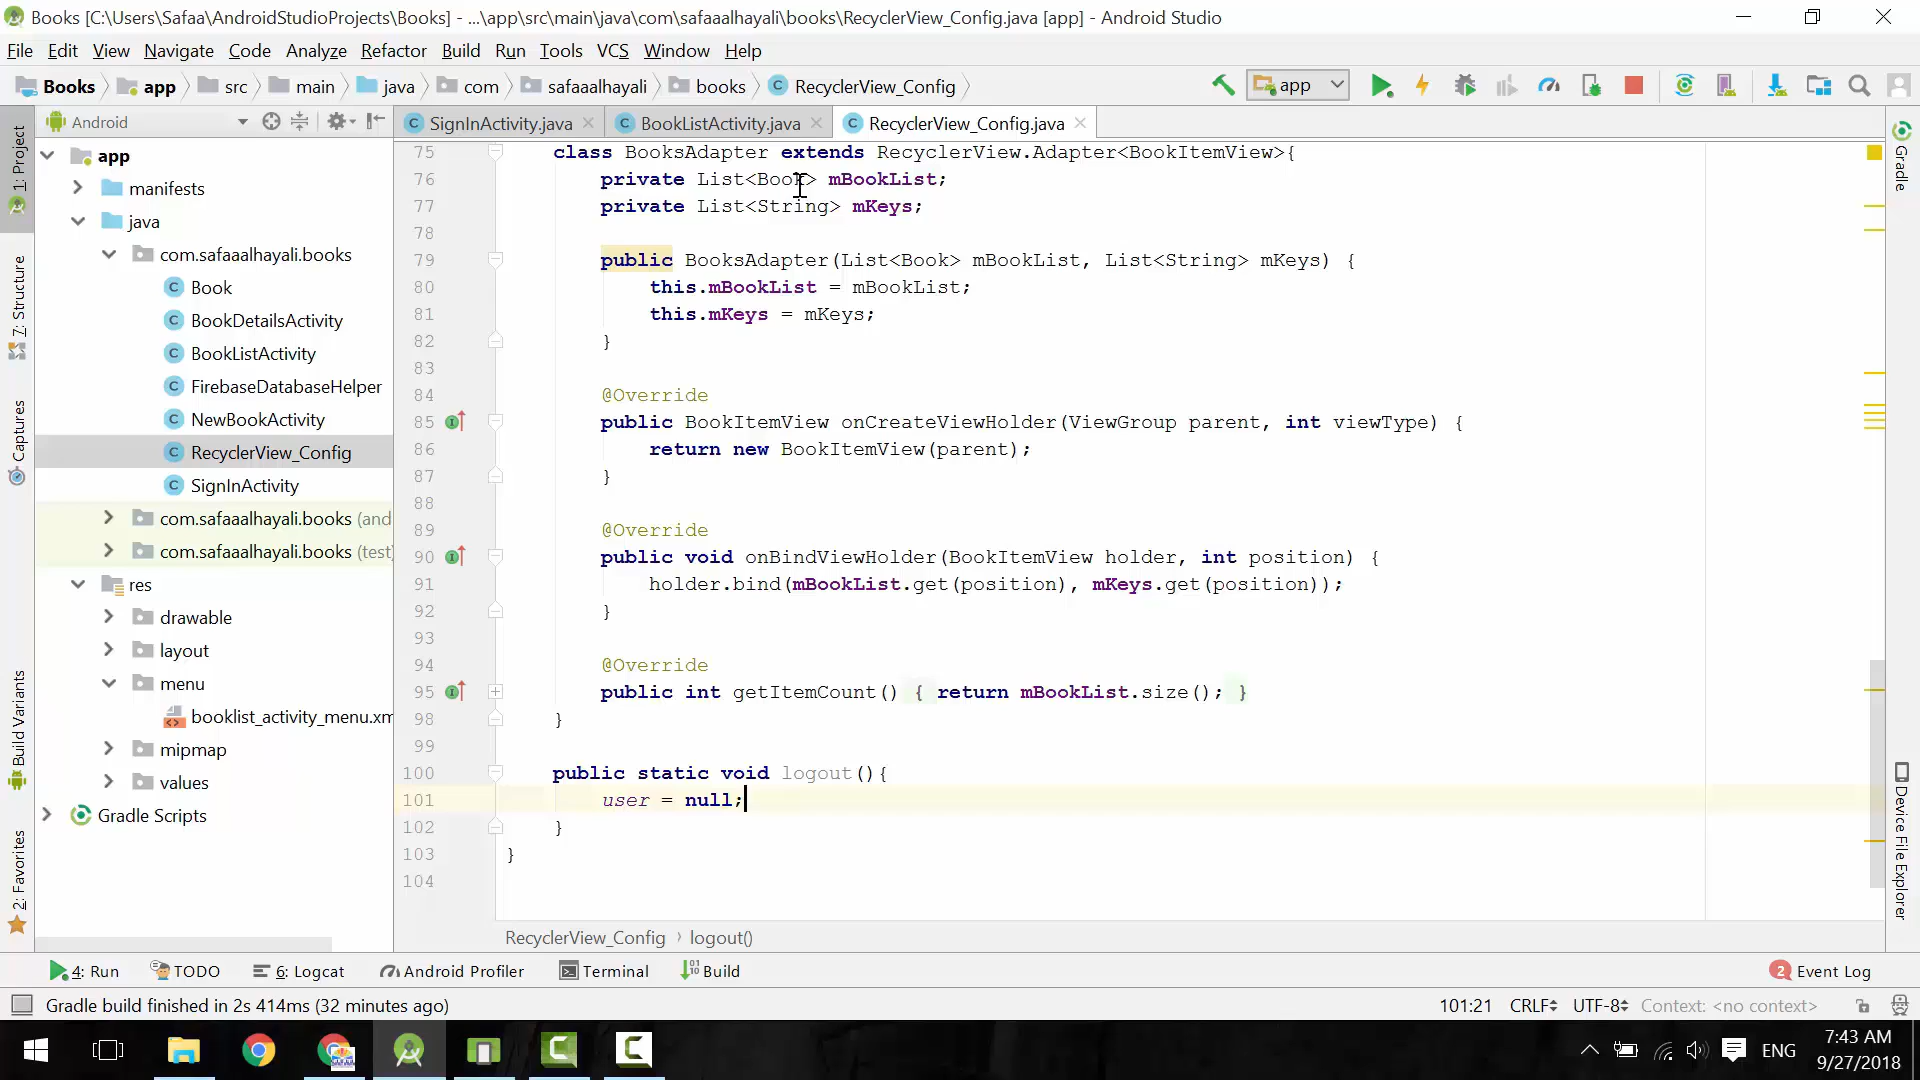 Books [C:\Users\Safaa\AndroidStudioProjects\Books] - ...\app\src\main\java\com\safaaalhayali\books\RecyclerView_Config.java [app] - Android Studio
File Edit View Navigate Code Analyze Refactor Build Run Tools VCS Window Help
Books app src main java com safaaalhayali books RecyclerView_Config app
Android SignInActivity.java BookListActivity.java RecyclerView_Config.java
1: Project
7: Structure
Captures
Build Variants
2: Favorites
app
manifests
java
com.safaaalhayali.books
Book
BookDetailsActivity
BookListActivity
FirebaseDatabaseHelper
NewBookActivity
RecyclerView_Config
SignInActivity
com.safaaalhayali.books (and
com.safaaalhayali.books (test)
res
drawable
layout
menu
booklist_activity_menu.xm
mipmap
values
Gradle Scripts
75 class BooksAdapter extends RecyclerView.Adapter<BookItemView>{
76 private List<Book> mBookList;
77 private List<String> mKeys;
78
79 public BooksAdapter(List<Book> mBookList, List<String> mKeys) {
80 this.mBookList = mBookList;
81 this.mKeys = mKeys;
82 }
83
84 @Override
85 public BookItemView onCreateViewHolder(ViewGroup parent, int viewType) {
86 return new BookItemView(parent);
87 }
88
89 @Override
90 public void onBindViewHolder(BookItemView holder, int position) {
91 holder.bind(mBookList.get(position), mKeys.get(position));
92 }
93
94 @Override
95 public int getItemCount() { return mBookList.size(); }
98 }
99
100 public static void logout(){
101 user = null;
102 }
103 }
104
Gradle
Device File Explorer
RecyclerView_Config › logout()
4: Run TODO 6: Logcat Android Profiler Terminal Build 2 Event Log
Gradle build finished in 2s 414ms (32 minutes ago) 101:21 CRLF UTF-8 Context: <no context>
ENG 7:43 AM
9/27/2018